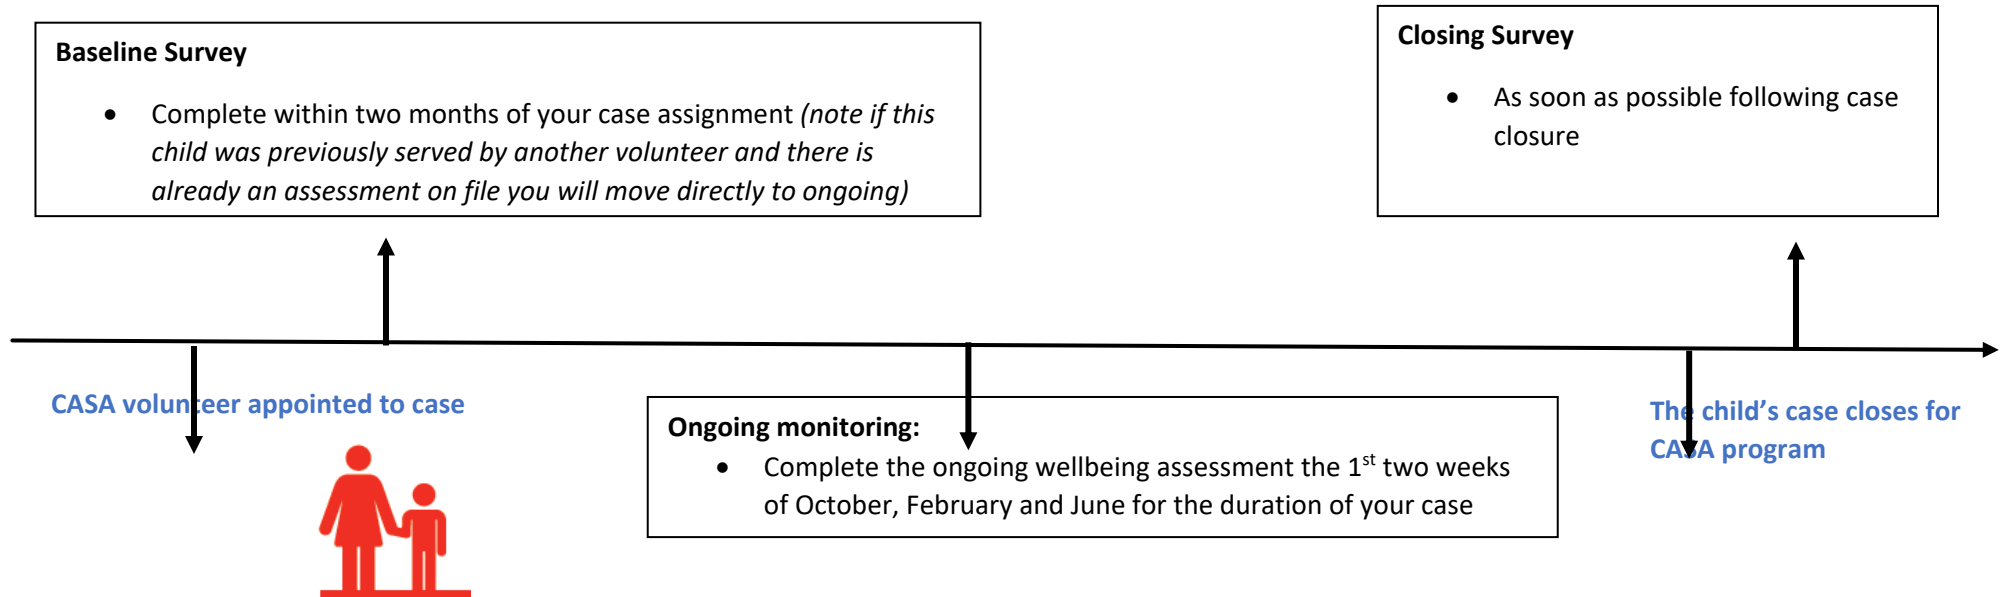 Baseline Survey
• Complete within two months of your case assignment (note if this
child was previously served by another volunteer and there is
already an assessment on file you will move directly to ongoing)
Closing Survey
• As soon as possible following case
closure
CASA volunteer appointed to case
Ongoing monitoring:
• Complete the ongoing wellbeing assessment the 1st two weeks
of October, February and June for the duration of your case
The child’s case closes for
CASA program